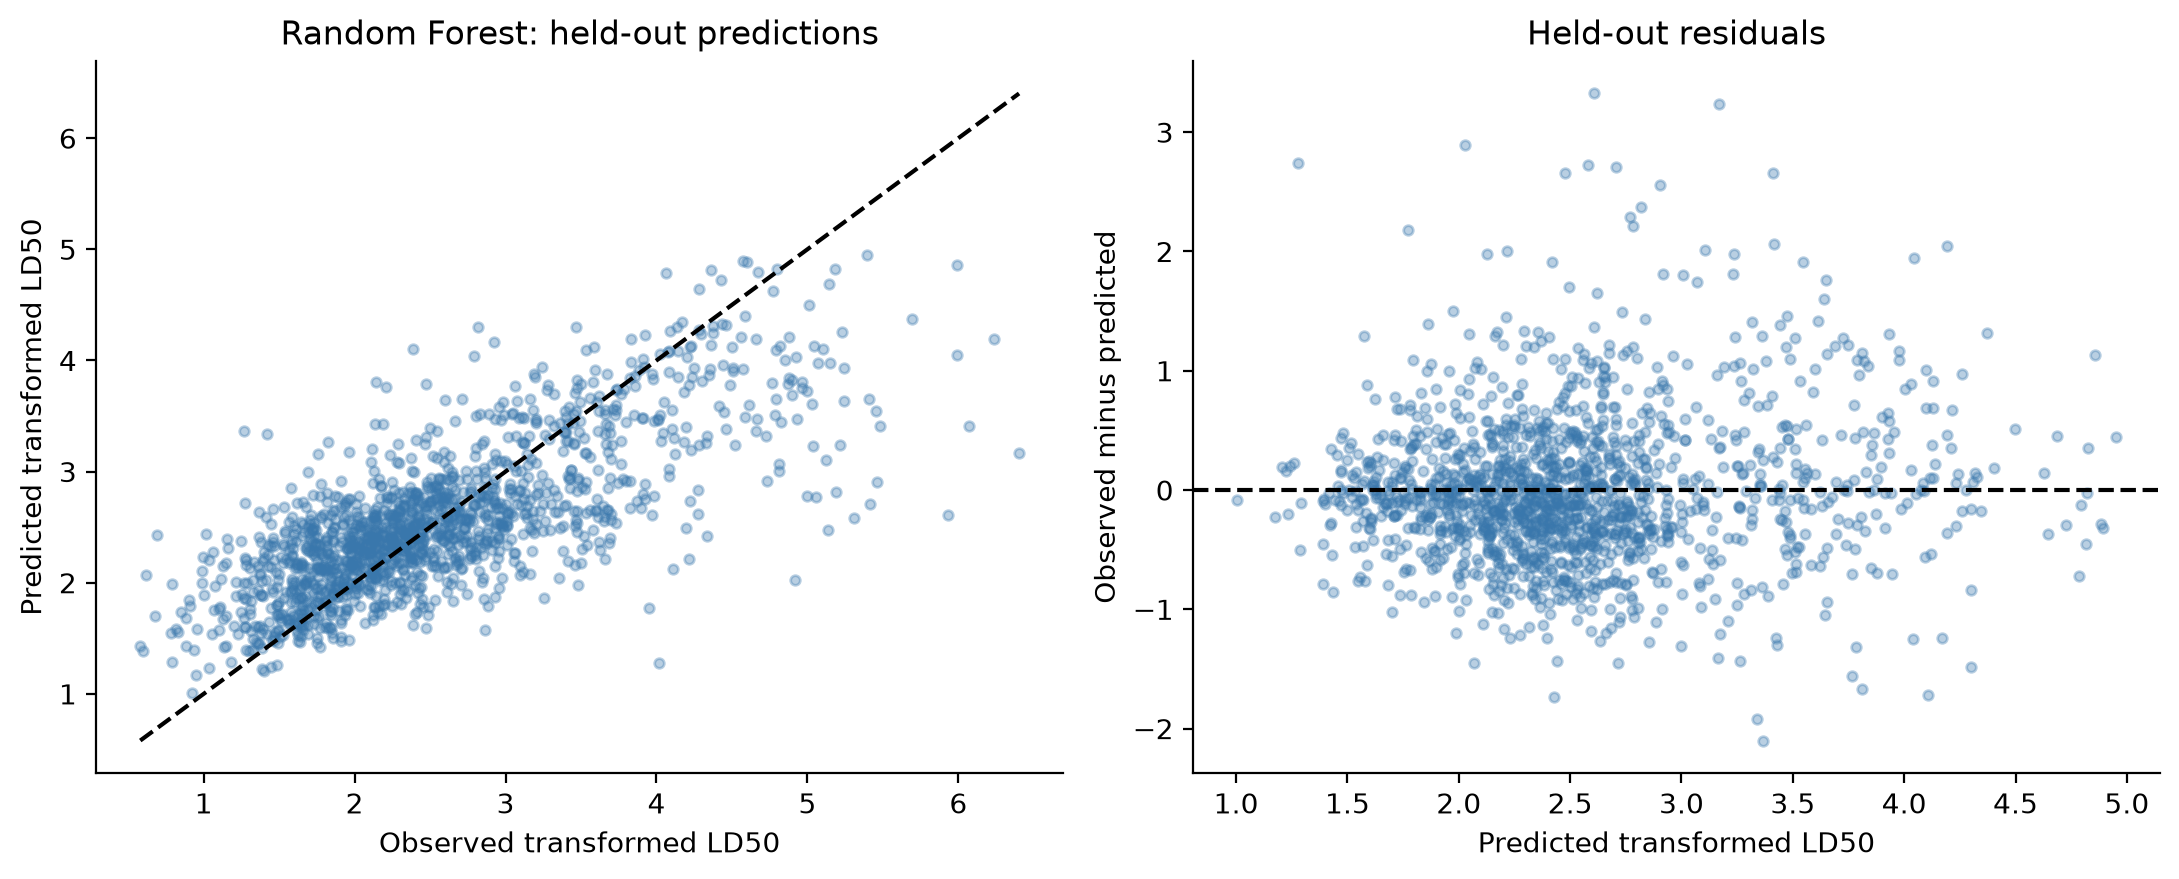 Random Forest: held-out predictions
Predicted transformed LD50
6
5
4
3
2
1
1 2 3 4 5 6
Observed transformed LD50
Held-out residuals
Observed minus predicted
3
2
1
0
−1
−2
1.0 1.5 2.0 2.5 3.0 3.5 4.0 4.5 5.0
Predicted transformed LD50